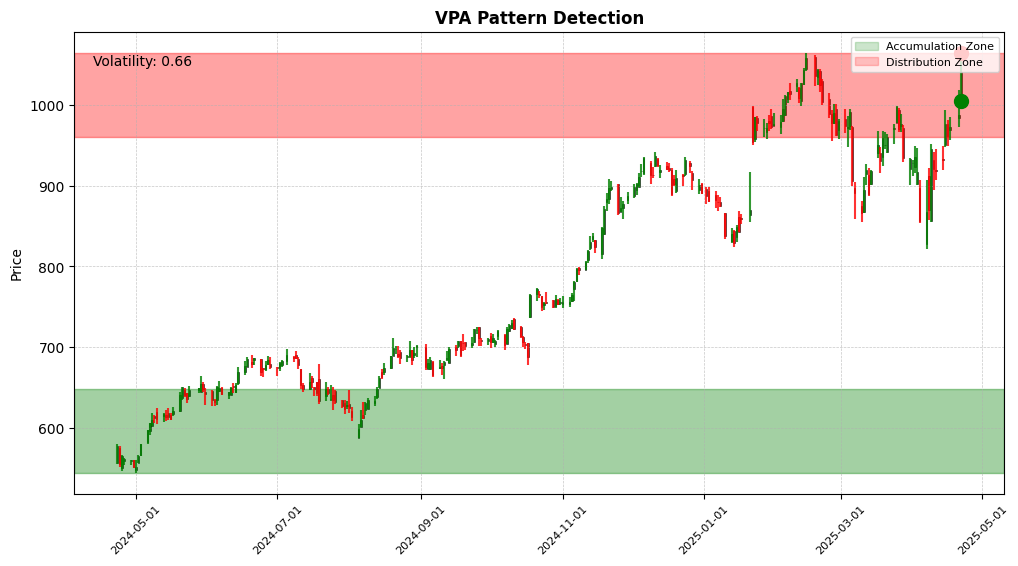 VPA Pattern Detection
Volatility: 0.66
Accumulation Zone
Distribution Zone
Price
1000
900
800
700
600
2024-05-01
2024-07-01
2024-09-01
2024-11-01
2025-01-01
2025-03-01
2025-05-01